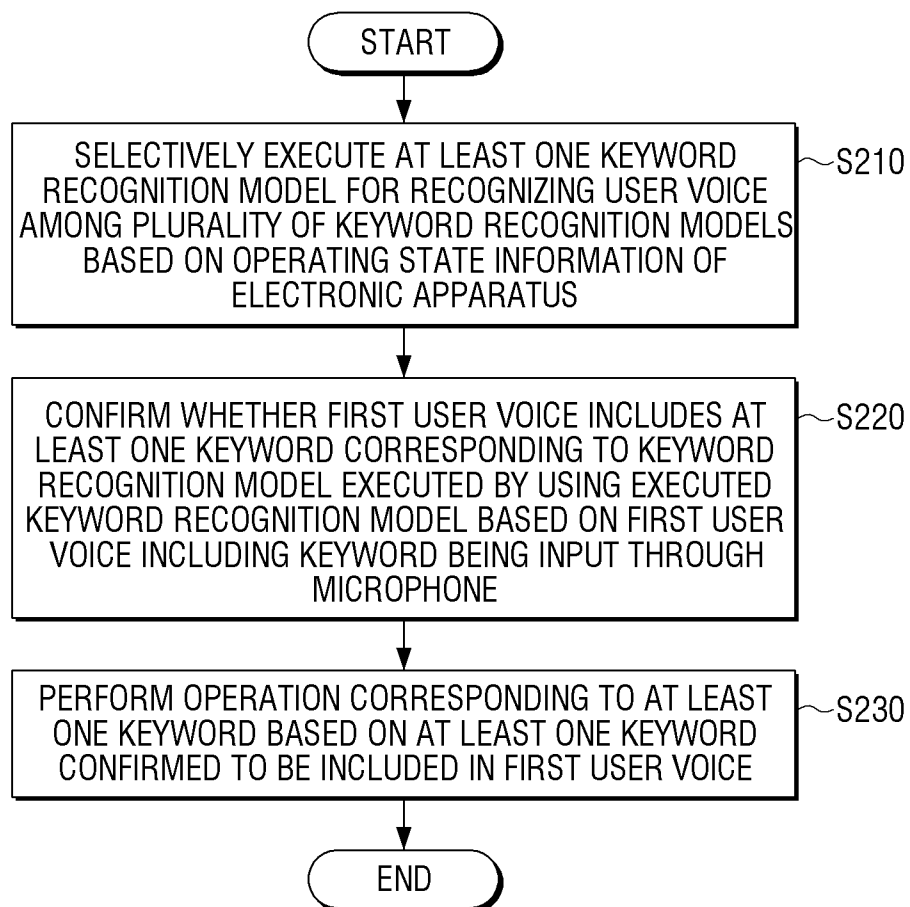 START
SELECTIVELY EXECUTE AT LEAST ONE KEYWORD
RECOGNITION MODEL FOR RECOGNIZING USER VOICE
AMONG PLURALITY OF KEYWORD RECOGNITION MODELS
BASED ON OPERATING STATE INFORMATION OF
ELECTRONIC APPARATUS
S210
CONFIRM WHETHER FIRST USER VOICE INCLUDES AT
LEAST ONE KEYWORD CORRESPONDING TO KEYWORD
RECOGNITION MODEL EXECUTED BY USING EXECUTED
KEYWORD RECOGNITION MODEL BASED ON FIRST USER
VOICE INCLUDING KEYWORD BEING INPUT THROUGH
MICROPHONE
S220
PERFORM OPERATION CORRESPONDING TO AT LEAST
ONE KEYWORD BASED ON AT LEAST ONE KEYWORD
CONFIRMED TO BE INCLUDED IN FIRST USER VOICE
S230
END